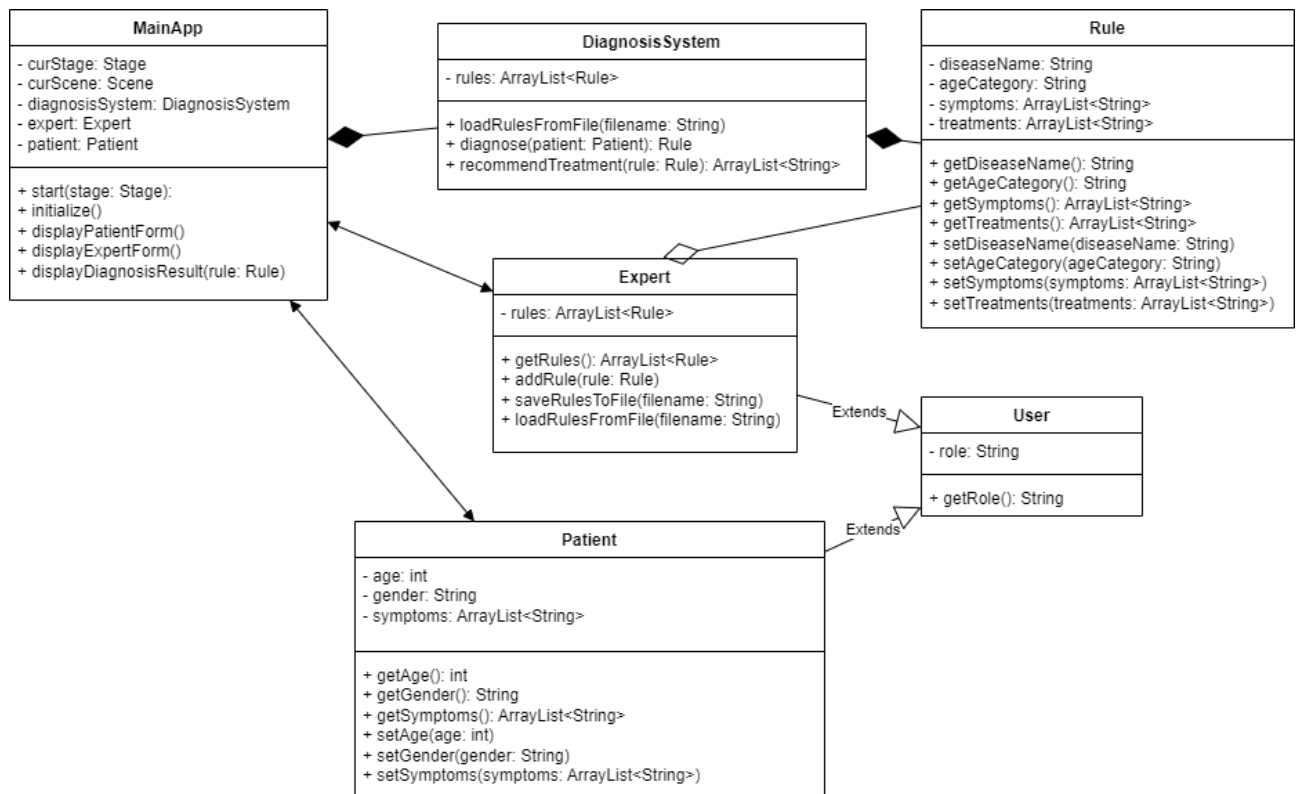 MainApp
- curStage: Stage
- curScene: Scene
- diagnosisSystem: DiagnosisSystem
- expert: Expert
- patient: Patient
+ start(stage: Stage):
+ initialize()
+ displayPatientForm()
+ displayExpertForm()
+ displayDiagnosisResult(rule: Rule)
DiagnosisSystem
- rules: ArrayList<Rule>
+ loadRulesFromFile(filename: String)
+ diagnose(patient: Patient): Rule
+ recommendTreatment(rule: Rule): ArrayList<String>
Rule
- diseaseName: String
- ageCategory: String
- symptoms: ArrayList<String>
- treatments: ArrayList<String>
+ getDiseaseName(): String
+ getAgeCategory(): String
+ getSymptoms(): ArrayList<String>
+ getTreatments(): ArrayList<String>
+ setDiseaseName(diseaseName: String)
+ setAgeCategory(ageCategory: String)
+ setSymptoms(symptoms: ArrayList<String>)
+ setTreatments(treatments: ArrayList<String>)
Expert
- rules: ArrayList<Rule>
+ getRules(): ArrayList<Rule>
+ addRule(rule: Rule)
+ saveRulesToFile(filename: String)
+ loadRulesFromFile(filename: String)
Extends
User
- role: String
+ getRole(): String
Extends
Patient
- age: int
- gender: String
- symptoms: ArrayList<String>
+ getAge(): int
+ getGender(): String
+ getSymptoms(): ArrayList<String>
+ setAge(age: int)
+ setGender(gender: String)
+ setSymptoms(symptoms: ArrayList<String>)